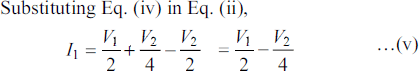 Substituting Eq. (iv) in Eq. (ii),
I₁ = V₁/2 + V₂/4 − V₂/2 = V₁/2 − V₂/4 …(v)